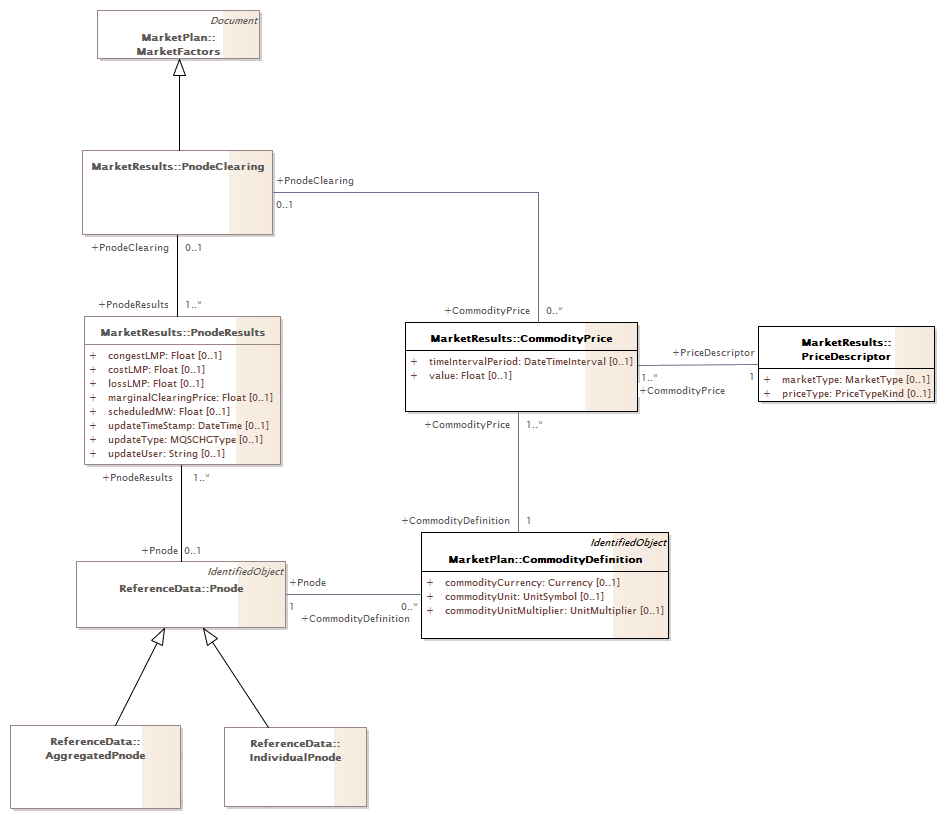 Document
MarketPlan::
MarketFactors
MarketResults::PnodeClearing
+PnodeClearing
0..1
+PnodeClearing 0..1
+PnodeResults 1..*
+CommodityPrice 0..*
MarketResults::PnodeResults
+ congestLMP: Float [0..1]
+ costLMP: Float [0..1]
+ lossLMP: Float [0..1]
+ marginalClearingPrice: Float [0..1]
+ scheduledMW: Float [0..1]
+ updateTimeStamp: DateTime [0..1]
+ updateType: MQSCHGType [0..1]
+ updateUser: String [0..1]
MarketResults::CommodityPrice
+ timeIntervalPeriod: DateTimeInterval [0..1]
+ value: Float [0..1]
+PriceDescriptor
1..* 1
+CommodityPrice
MarketResults::
PriceDescriptor
+ marketType: MarketType [0..1]
+ priceType: PriceTypeKind [0..1]
+CommodityPrice 1..*
+PnodeResults 1..*
+CommodityDefinition 1
+Pnode 0..1
IdentifiedObject
ReferenceData::Pnode
+Pnode
1 0..*
+CommodityDefinition
IdentifiedObject
MarketPlan::CommodityDefinition
+ commodityCurrency: Currency [0..1]
+ commodityUnit: UnitSymbol [0..1]
+ commodityUnitMultiplier: UnitMultiplier [0..1]
ReferenceData::
AggregatedPnode
ReferenceData::
IndividualPnode